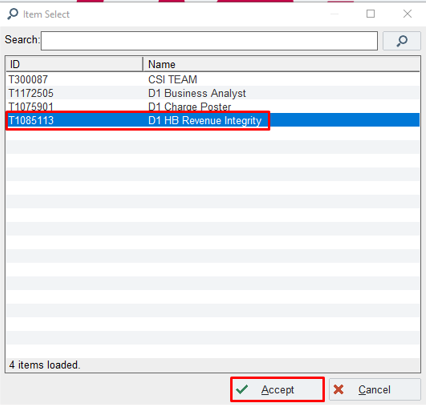 Item Select
Search:
ID Name
T300087 CSI TEAM
T1172505 D1 Business Analyst
T1075901 D1 Charge Poster
T1085113 D1 HB Revenue Integrity
4 items loaded.
Accept Cancel